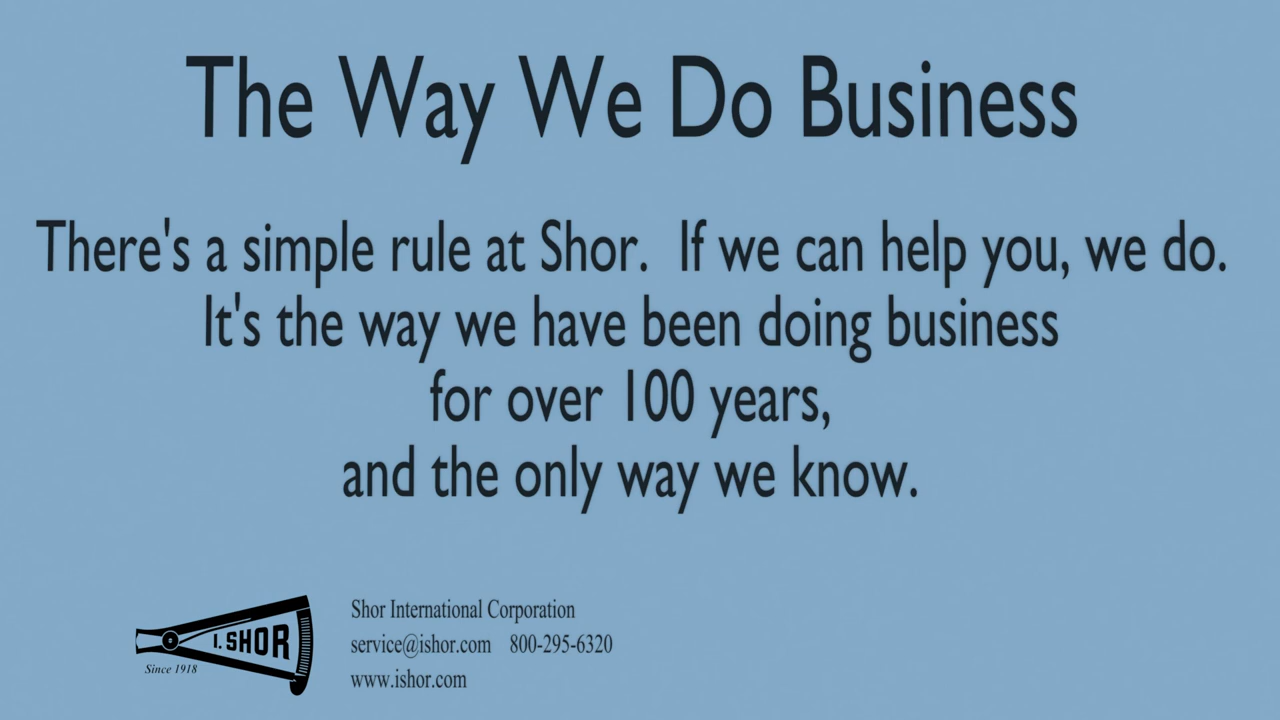 The Way We Do Business
There's a simple rule at Shor. If we can help you, we do.
It's the way we have been doing business
for over 100 years,
and the only way we know.
I. SHOR
Since 1918
Shor International Corporation
service@ishor.com 800-295-6320
www.ishor.com